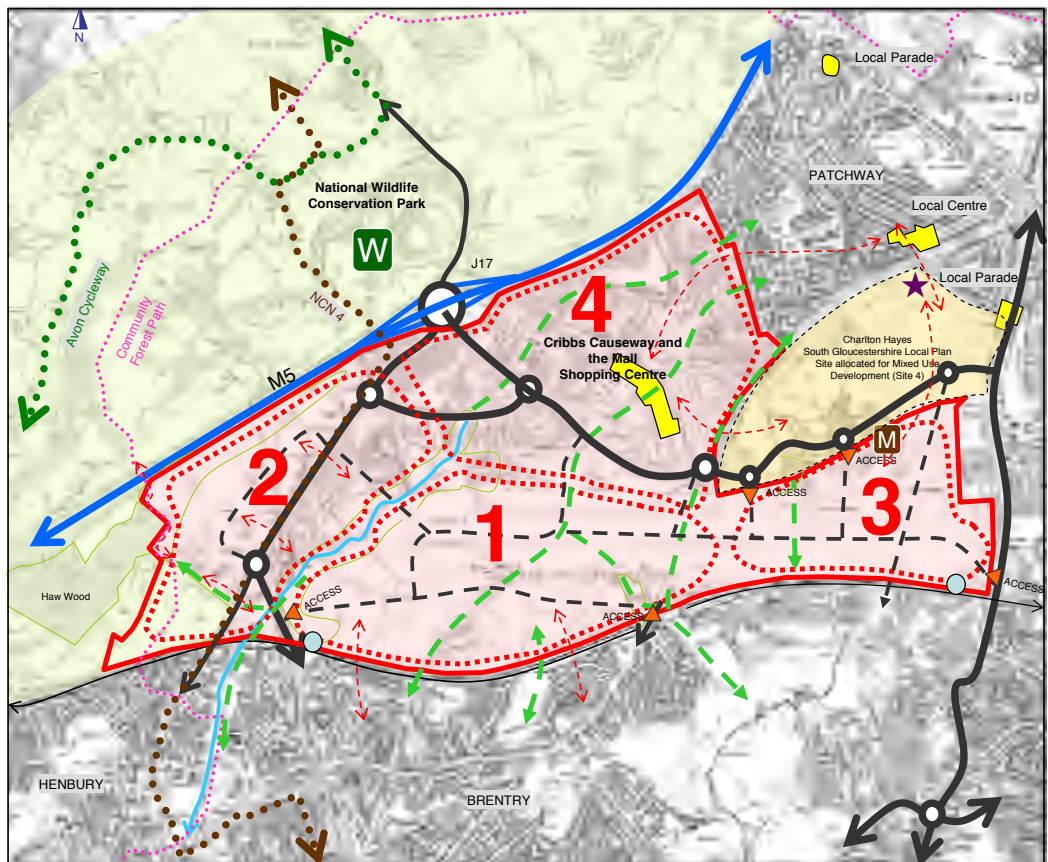 N
Local Parade
PATCHWAY
National Wildlife
Conservation Park
Local Centre
W
J17
Local Parade
Avon Cycleway
Community
Forest Path
NCN 4
4
Cribbs Causeway and
the Mall
Shopping Centre
Charlton Hayes
South Gloucestershire Local Plan
Site allocated for Mixed Use
Development (Site 4)
M5
M
ACCESS
2
ACCESS
3
1
Haw Wood
ACCESS
ACCESS
ACCESS
HENBURY
BRENTRY